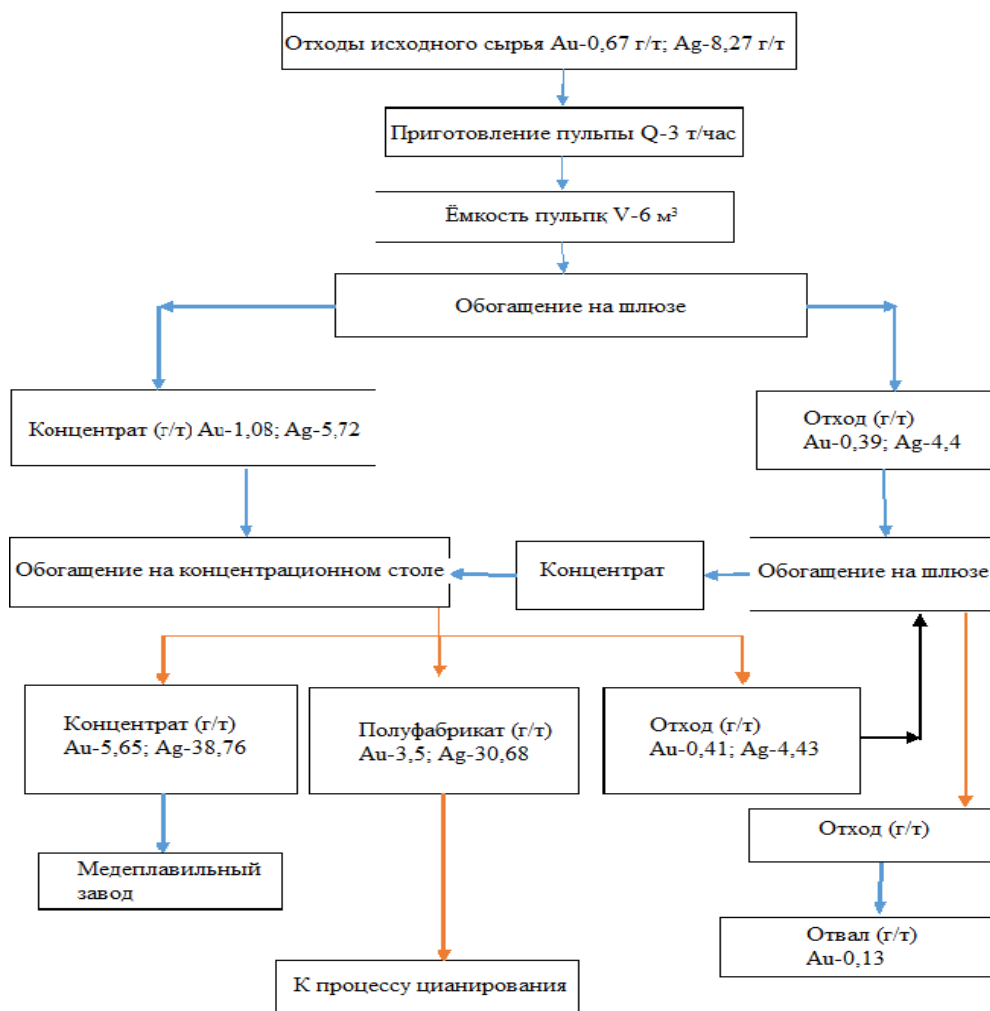 Отходы исходного сырья Au-0,67 г/т; Ag-8,27 г/т
Приготовление пульпы Q-3 т/час
Ёмкость пульпқ V-6 м³
Обогащение на шлюзе
Концентрат (г/т) Au-1,08; Ag-5,72
Отход (г/т)
Au-0,39; Ag-4,4
Обогащение на концентрационном столе
Концентрат
Обогащение на шлюзе
Концентрат (г/т)
Au-5,65; Ag-38,76
Полуфабрикат (г/т)
Au-3,5; Ag-30,68
Отход (г/т)
Au-0,41; Ag-4,43
Отход (г/т)
Медеплавильный
завод
Отвал (г/т)
Au-0,13
К процессу цианирования